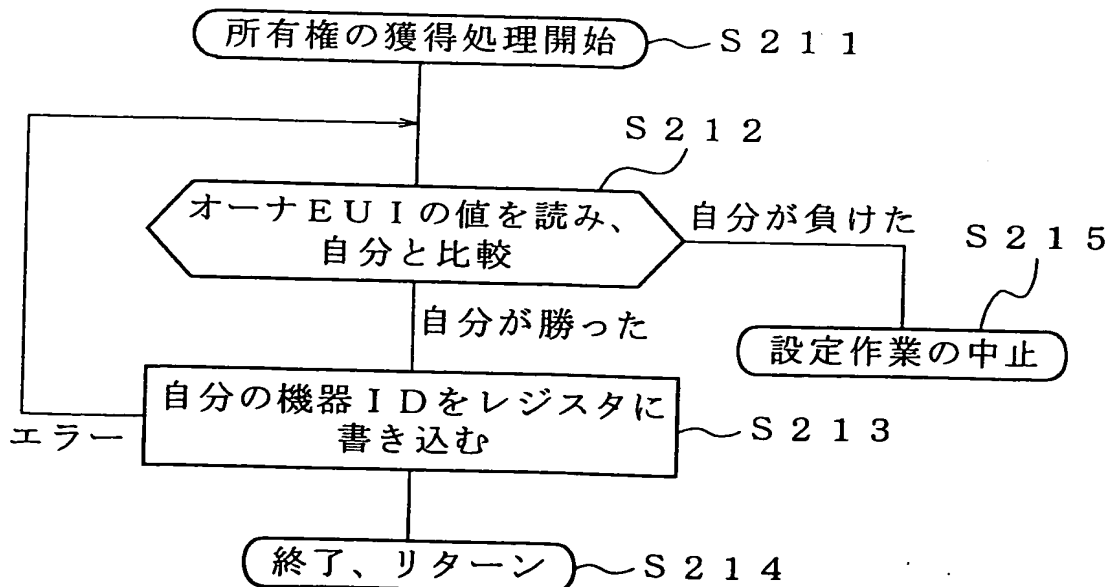 所有権の獲得処理開始
S211
S212
オーナEUIの値を読み、
自分と比較
自分が負けた
S215
自分が勝った
設定作業の中止
自分の機器IDをレジスタに
書き込む
エラー
S213
終了、リターン
S214